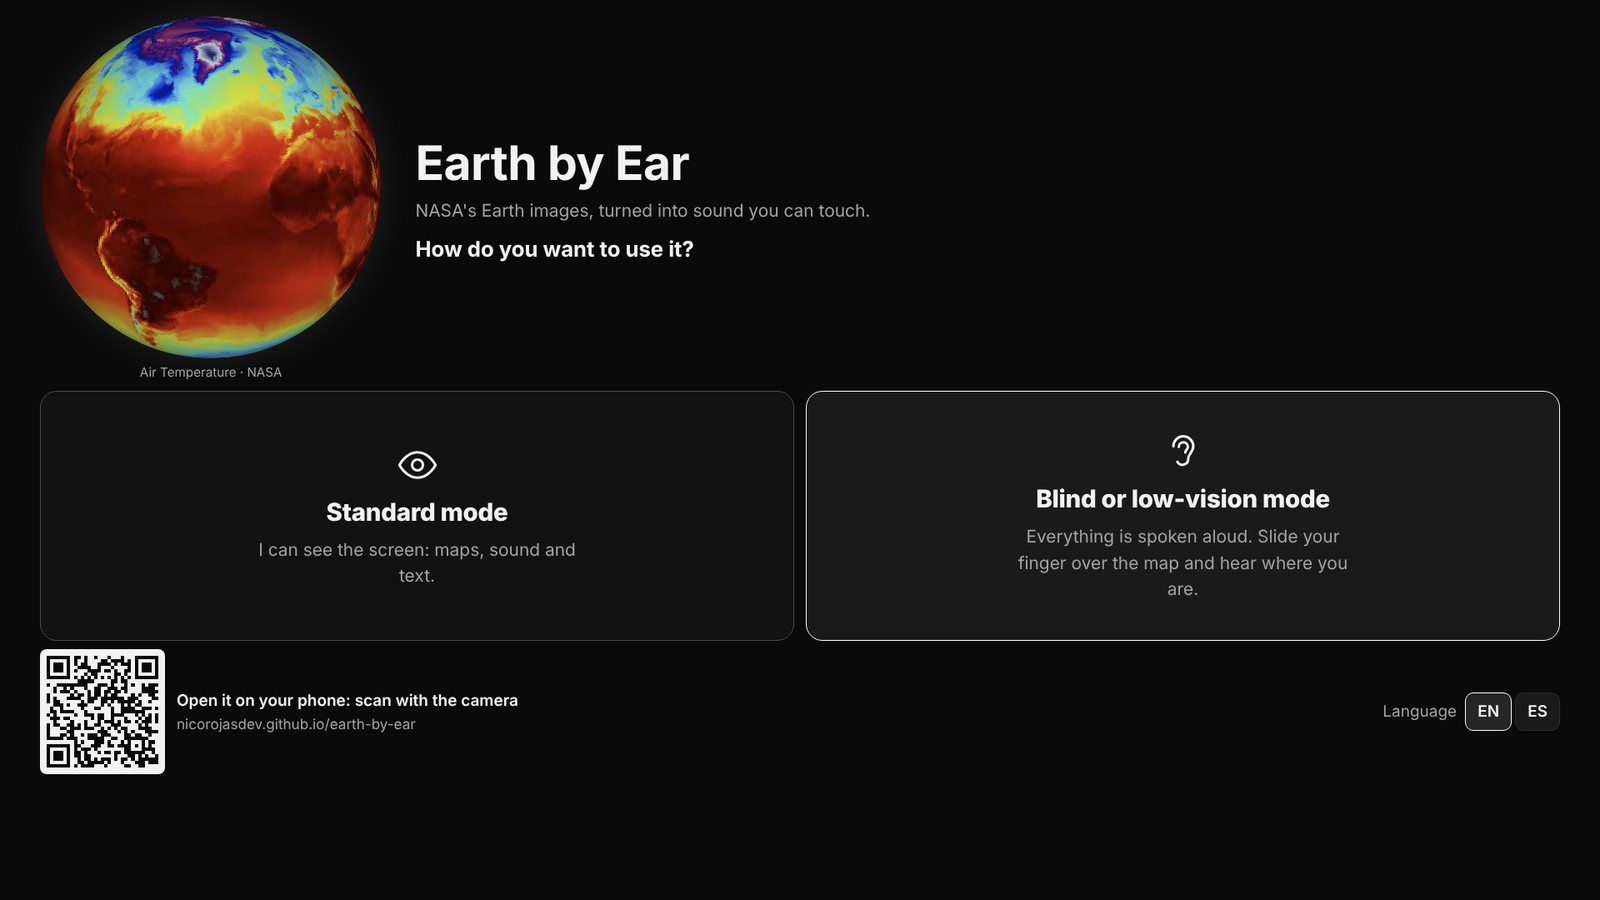 Earth by Ear
NASA's Earth images, turned into sound you can touch.
How do you want to use it?
Air Temperature · NASA
Standard mode
I can see the screen: maps, sound and
text.
Blind or low-vision mode
Everything is spoken aloud. Slide your
finger over the map and hear where you
are.
Open it on your phone: scan with the camera
nicorojasdev.github.io/earth-by-ear
Language EN ES